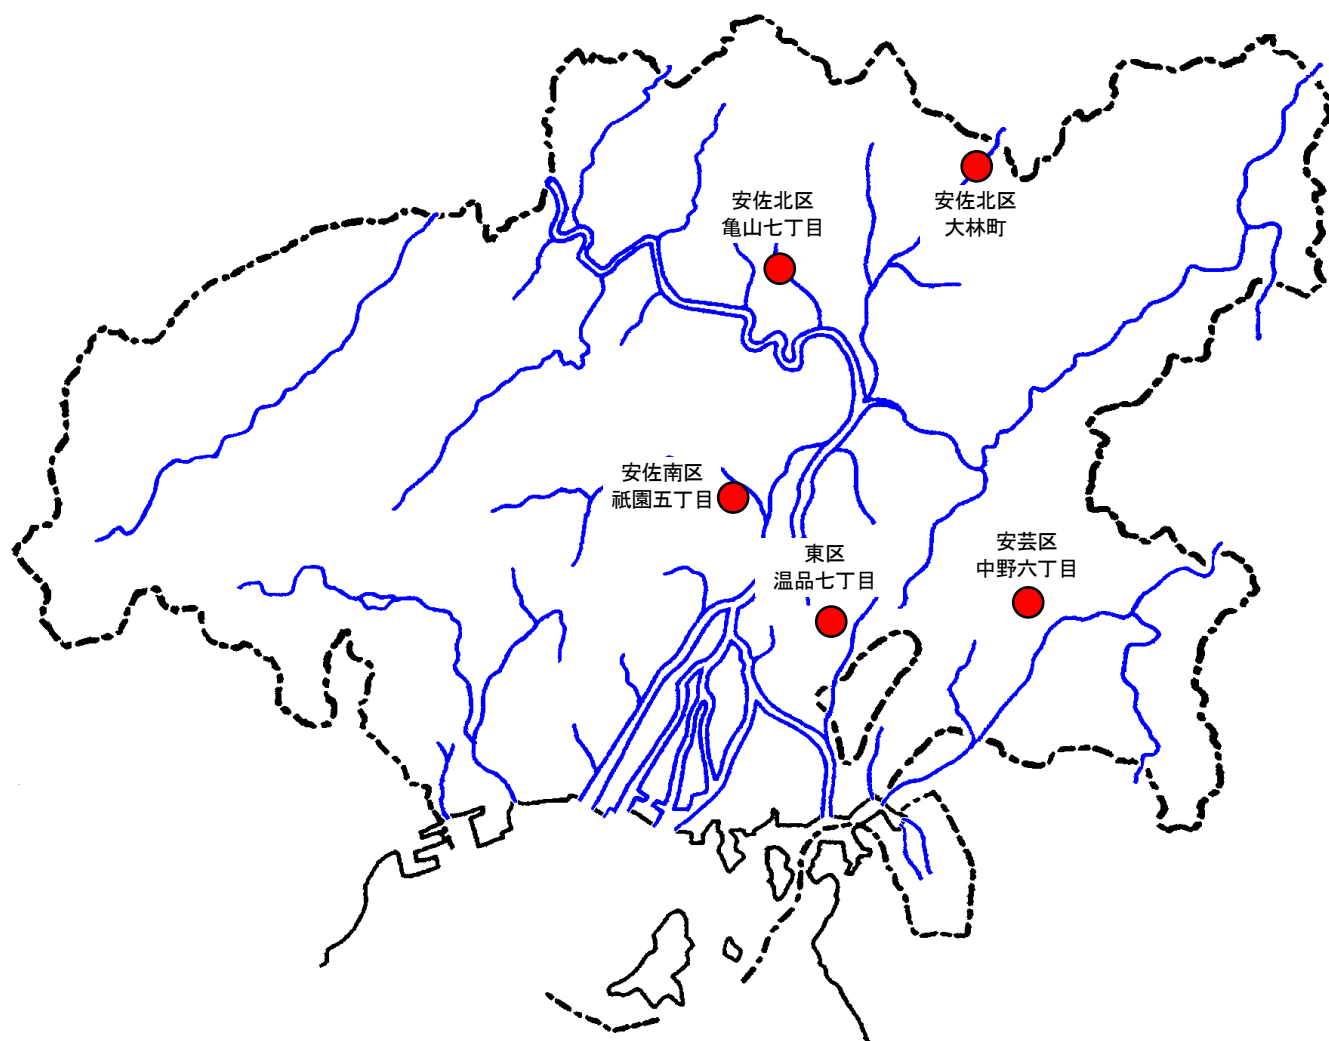 安佐北区
亀山七丁目
安佐北区
大林町
安佐南区
祇園五丁目
東区
温品七丁目
安芸区
中野六丁目